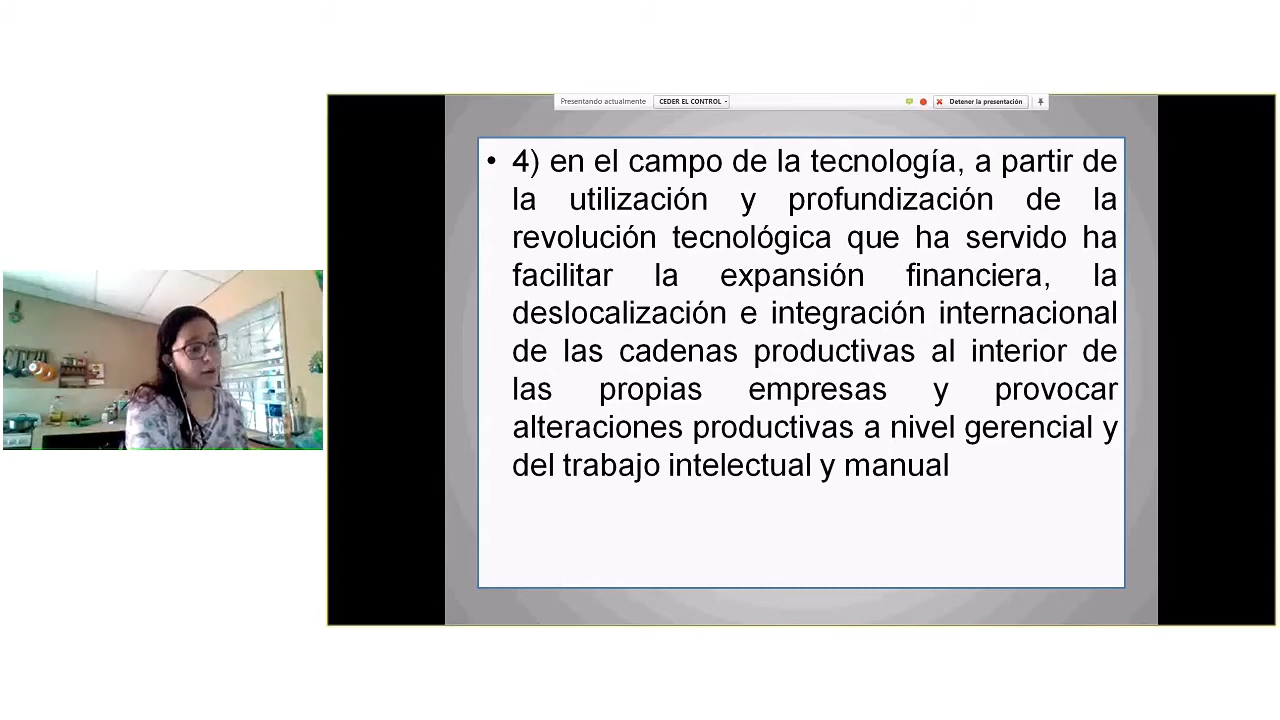 Presentando actualmente CEDER EL CONTROL Detener la presentación
• 4) en el campo de la tecnología, a partir de
la utilización y profundización de la
revolución tecnológica que ha servido ha
facilitar la expansión financiera, la
deslocalización e integración internacional
de las cadenas productivas al interior de
las propias empresas y provocar
alteraciones productivas a nivel gerencial y
del trabajo intelectual y manual